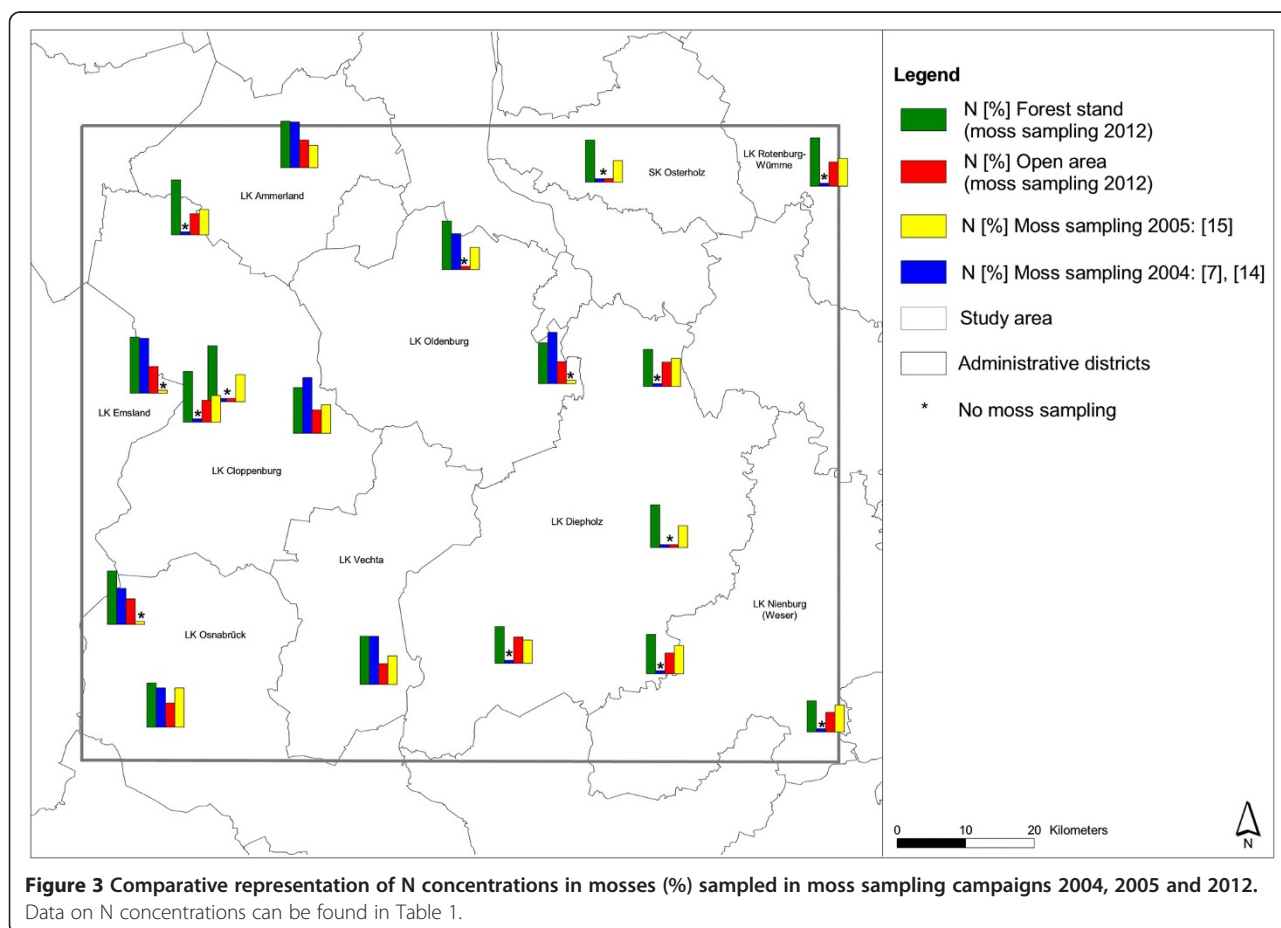 LK Ammerland
SK Osterholz
LK Rotenburg-
Wümme
LK Oldenburg
LK Emsland
LK Cloppenburg
LK Diepholz
LK Vechta
LK Nienburg
(Weser)
LK Osnabrück
*
*
*
*
*
*
*
*
*
*
*
*
*
*
Legend
N [%] Forest stand
(moss sampling 2012)
N [%] Open area
(moss sampling 2012)
N [%] Moss sampling 2005: [15]
N [%] Moss sampling 2004: [7], [14]
Study area
Administrative districts
* No moss sampling
0 10 20 Kilometers
N
Figure 3 Comparative representation of N concentrations in mosses (%) sampled in moss sampling campaigns 2004, 2005 and 2012.
Data on N concentrations can be found in Table 1.